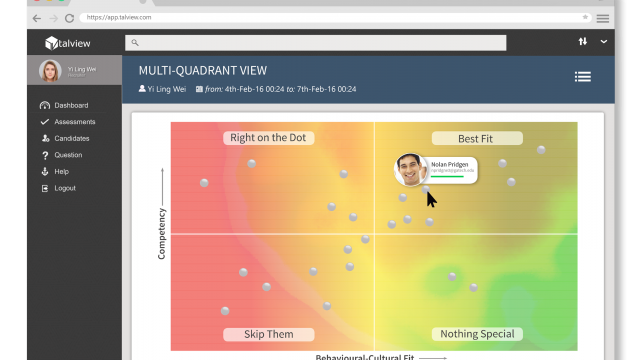 https://app.talview.com
talview
Yi Ling Wei
MULTI-QUADRANT VIEW
Yi Ling Wei from: 4th-Feb-16 00:24 to: 7th-Feb-16 00:24
Dashboard
Assessments
Candidates
Question
Help
Logout
Right on the Dot
Best Fit
Nolan Pridgen
Competency
Skip Them
Nothing Special
Behavioural-Cultural Fit